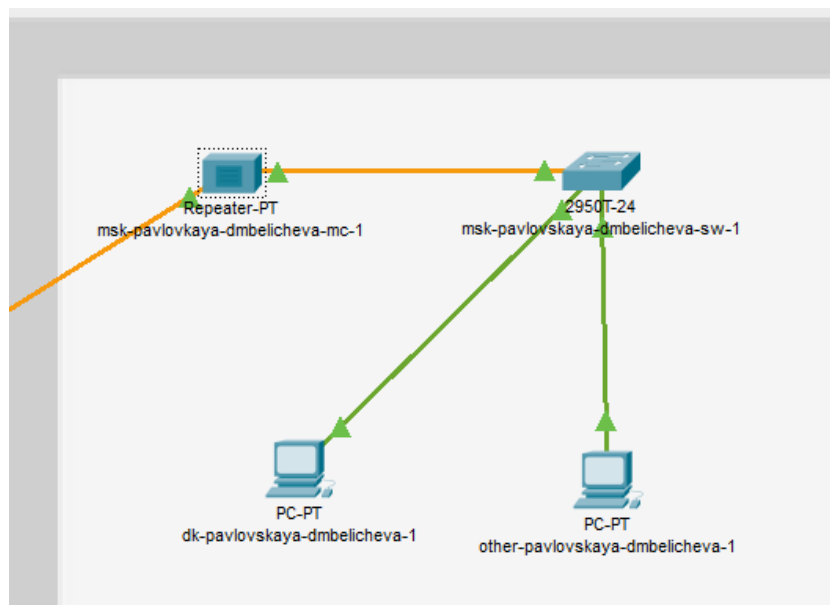 Repeater-PT
msk-pavlovkaya-dmbelicheva-mc-1
2950T-24
msk-pavlovskaya-dmbelicheva-sw-1
PC-PT
dk-pavlovskaya-dmbelicheva-1
PC-PT
other-pavlovskaya-dmbelicheva-1